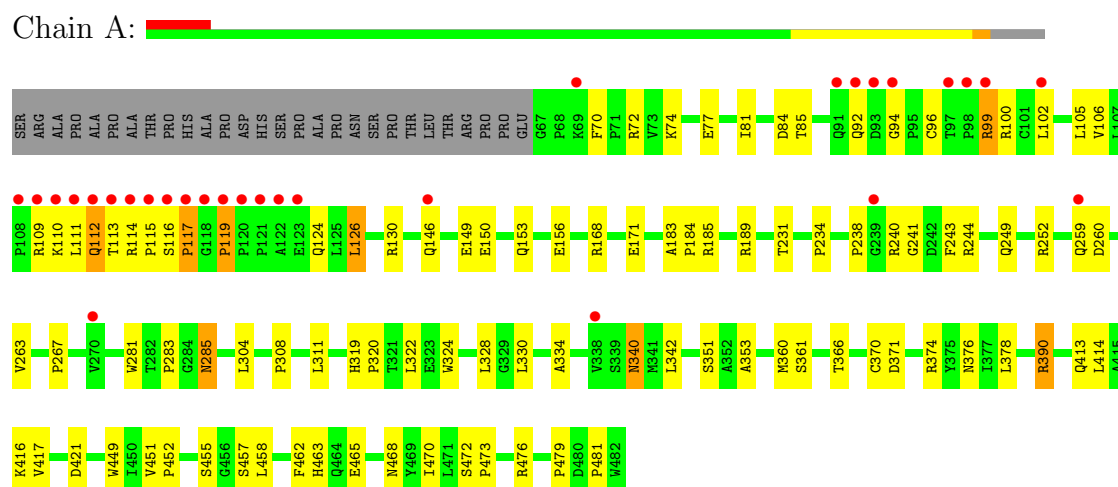 Chain A:
SER ARG ALA PRO ALA PRO ALA THR PRO HIS ALA PRO ASP HIS SER PRO ALA PRO ASN SER PRO THR LEU THR ARG PRO PRO GLU G67 P68 K69 F70 P71 R72 V73 K74 E77 I81 D84 T85 Q91 Q92 D93 G94 P95 C96 T97 P98 R99 R100 C101 L102 L105 V106 L107
P108 R109 K110 L111 Q112 T113 R114 P115 S116 P117 G118 P119 P120 P121 A122 E123 Q124 L125 L126 R130 Q146 E149 E150 Q153 E156 R168 E171 A183 P184 R185 R189 T231 P234 P238 G239 R240 G241 D242 F243 R244 Q249 R252 Q259 D260
V263 P267 V270 W281 T282 P283 G284 N285 L304 P308 L311 H319 P320 T321 L322 E323 W324 L328 G329 L330 A334 V338 S339 N340 M341 L342 S351 A352 A353 M360 S361 T366 C370 D371 R374 Y375 N376 I377 L378 R390 Q413 L414 A415
K416 V417 D421 W449 I450 V451 P452 S455 G456 S457 L458 F462 H463 Q464 E465 N468 Y469 I470 L471 S472 P473 R476 P479 D480 P481 W482